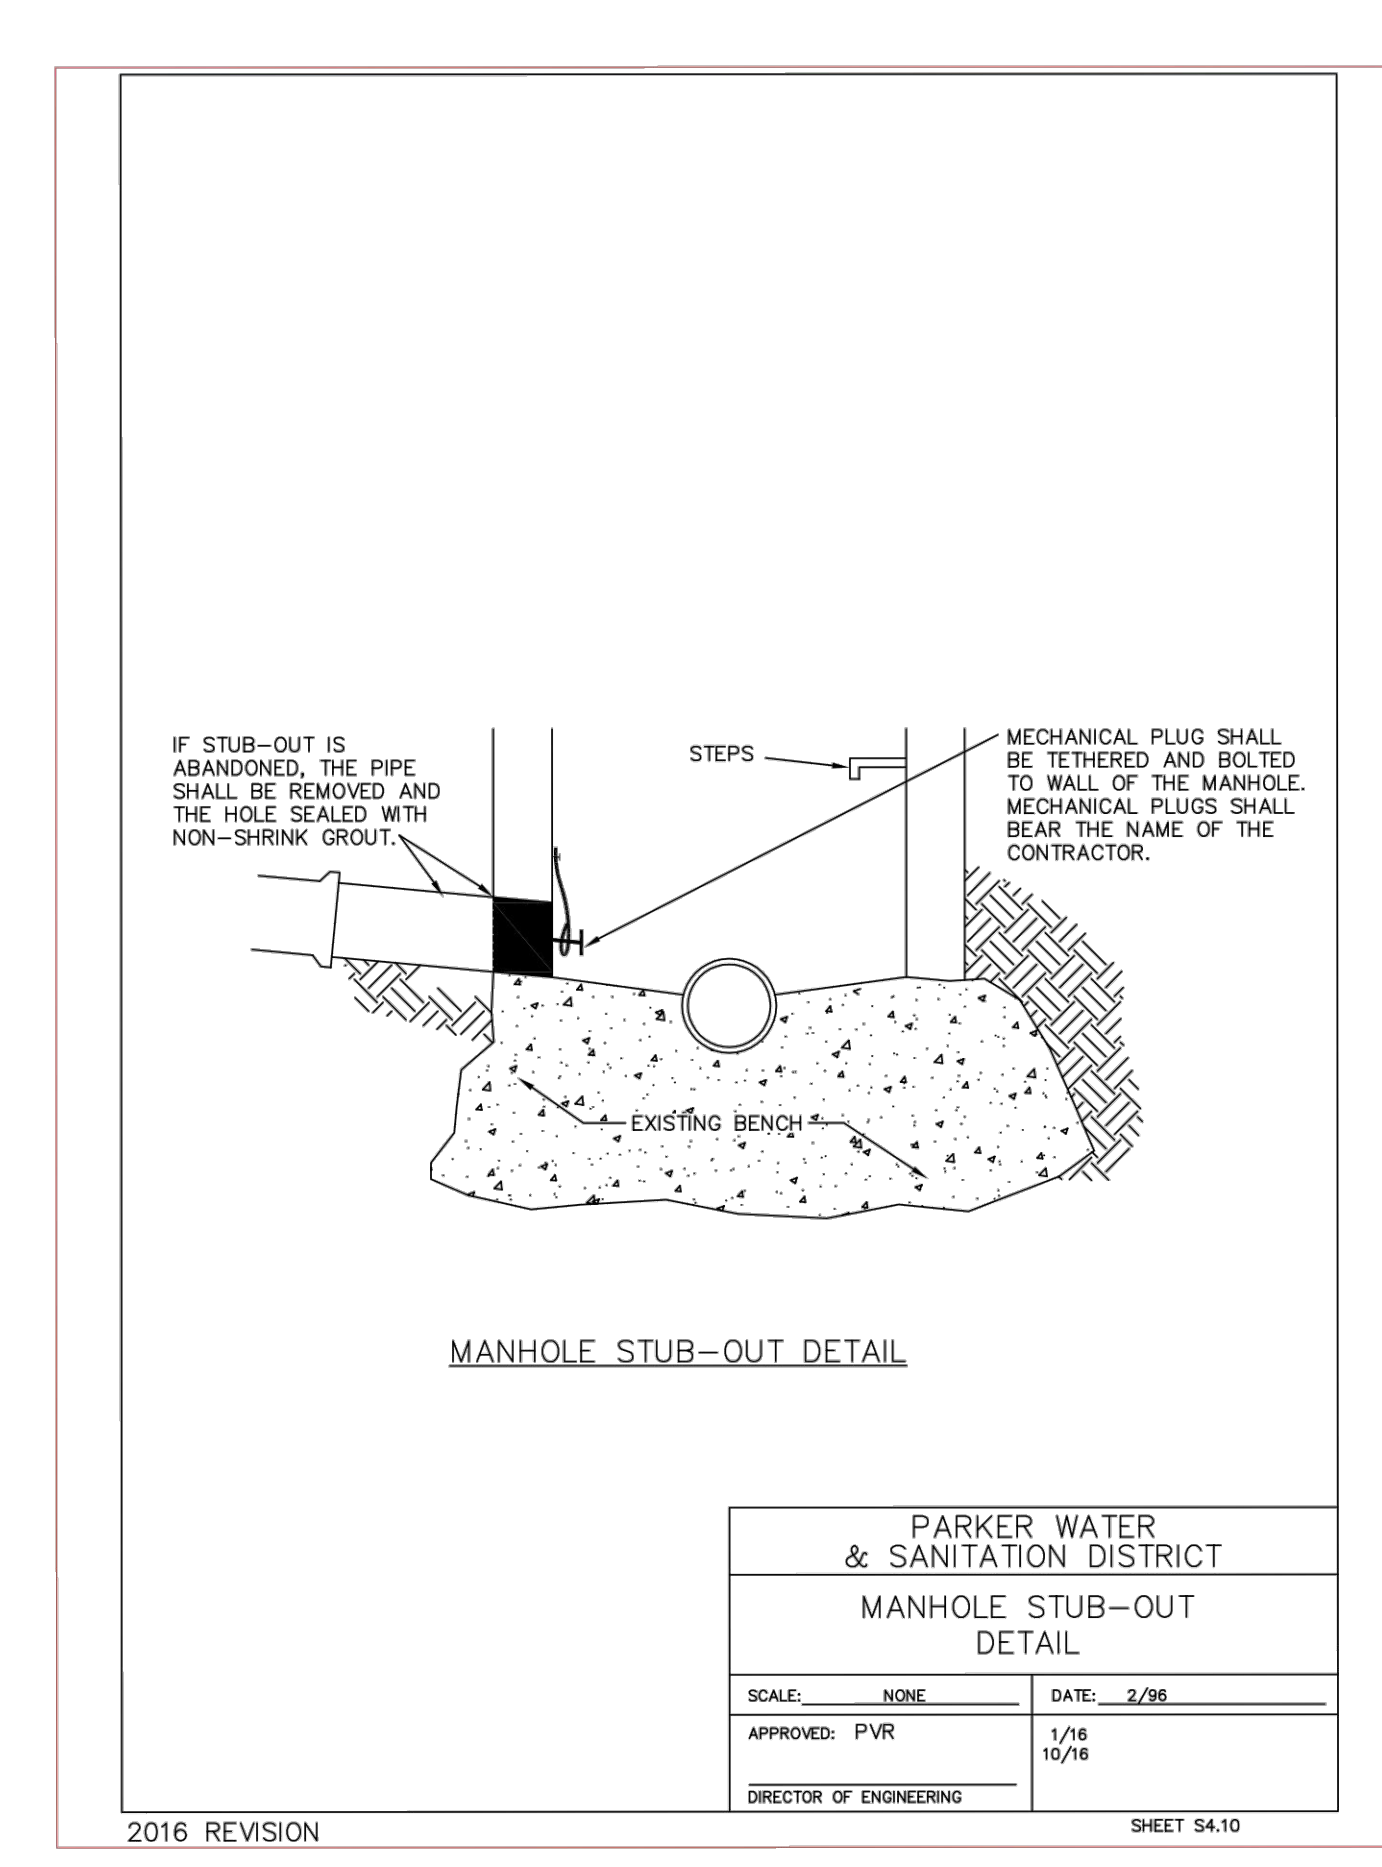 IF STUB-OUT IS
ABANDONED, THE PIPE
SHALL BE REMOVED AND
THE HOLE SEALED WITH
NON-SHRINK GROUT.
STEPS
MECHANICAL PLUG SHALL
BE TETHERED AND BOLTED
TO WALL OF THE MANHOLE.
MECHANICAL PLUGS SHALL
BEAR THE NAME OF THE
CONTRACTOR.
EXISTING BENCH
MANHOLE STUB-OUT DETAIL
PARKER WATER
& SANITATION DISTRICT
MANHOLE STUB-OUT
DETAIL
SCALE: NONE
DATE: 2/96
APPROVED: PVR
1/16
10/16
DIRECTOR OF ENGINEERING
2016 REVISION
SHEET S4.10